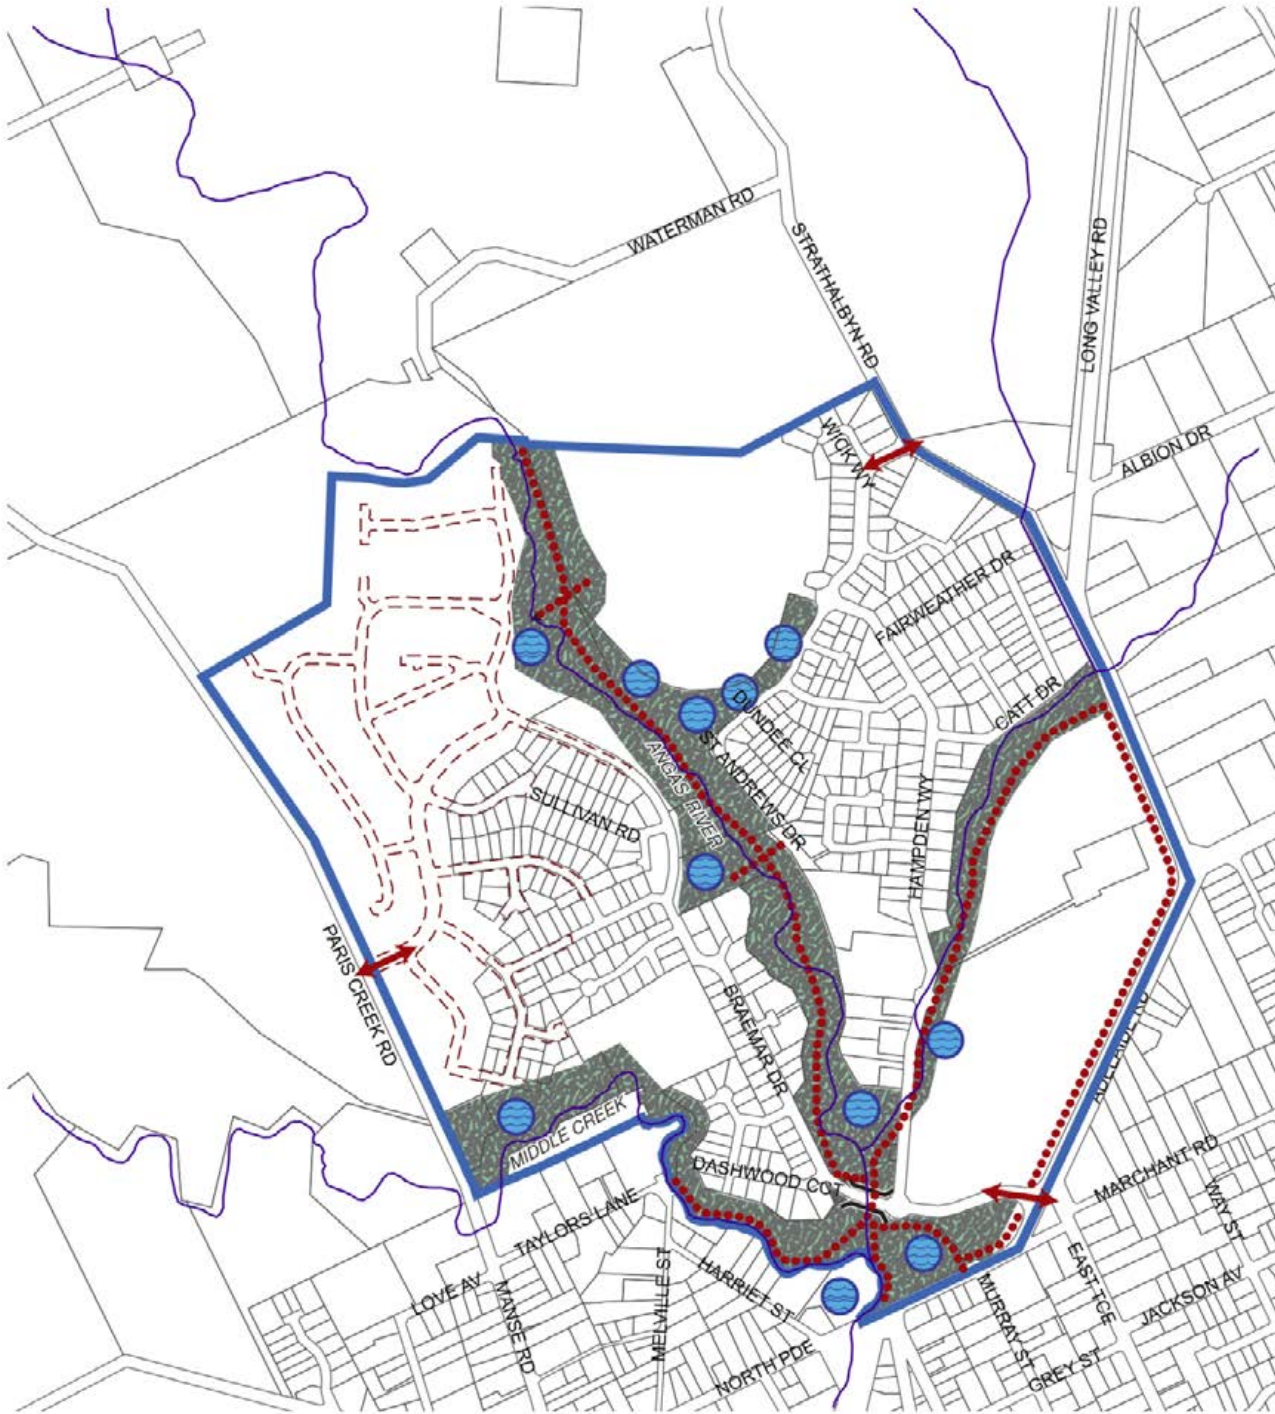 WATERMAN RD
STRATHALBYN RD
LONG VALLEY RD
WICK WY
ALBION DR
FAIRWEATHER DR
CATT DR
DUNDEE CL
ST ANDREWS DR
ANGAS RIVER
SULLIVAN RD
HAMPDEN WY
PARIS CREEK RD
BRAEMAR DR
ADELAIDE RD
MIDDLE CREEK
DASHWOOD CCT
MARCHANT RD
WAY ST
TAYLORS LANE
LOVE AV
MANSE RD
MELVILLE ST
HARRIET ST
NORTH PDE
MURRAY ST
EAST TCE
JACKSON AV
GREY ST